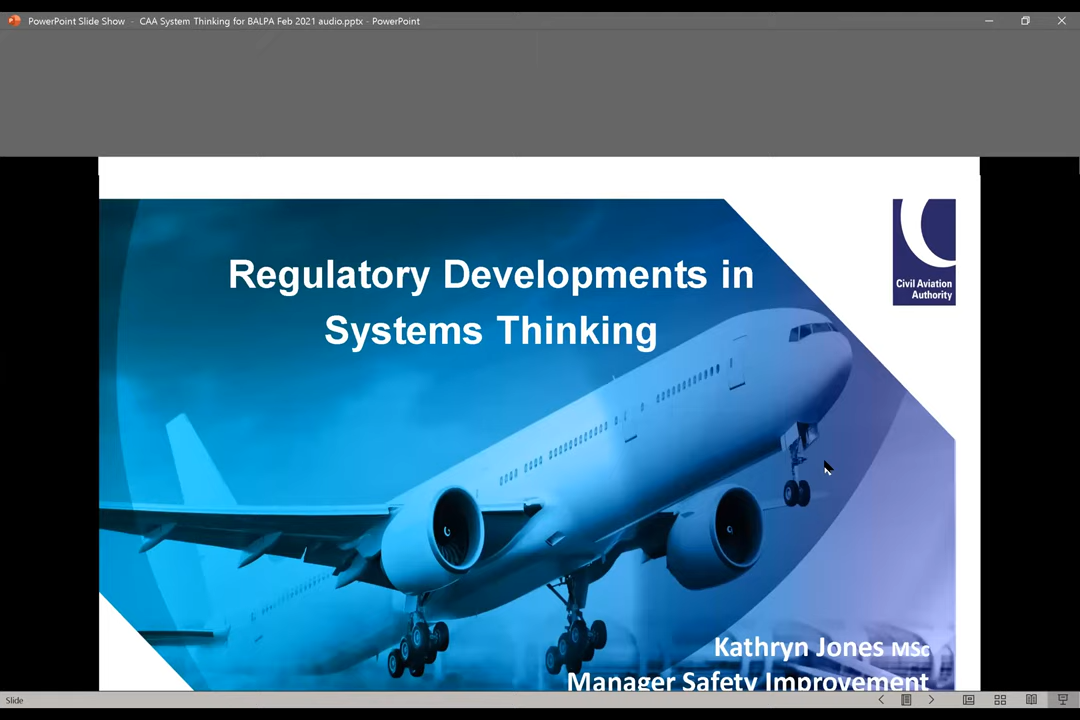 PowerPoint Slide Show - CAA System Thinking for BALPA Feb 2021 audio.pptx - PowerPoint
Regulatory Developments in
Systems Thinking
Civil Aviation
Authority
Kathryn Jones MSc
Manager Safety Improvement
Slide